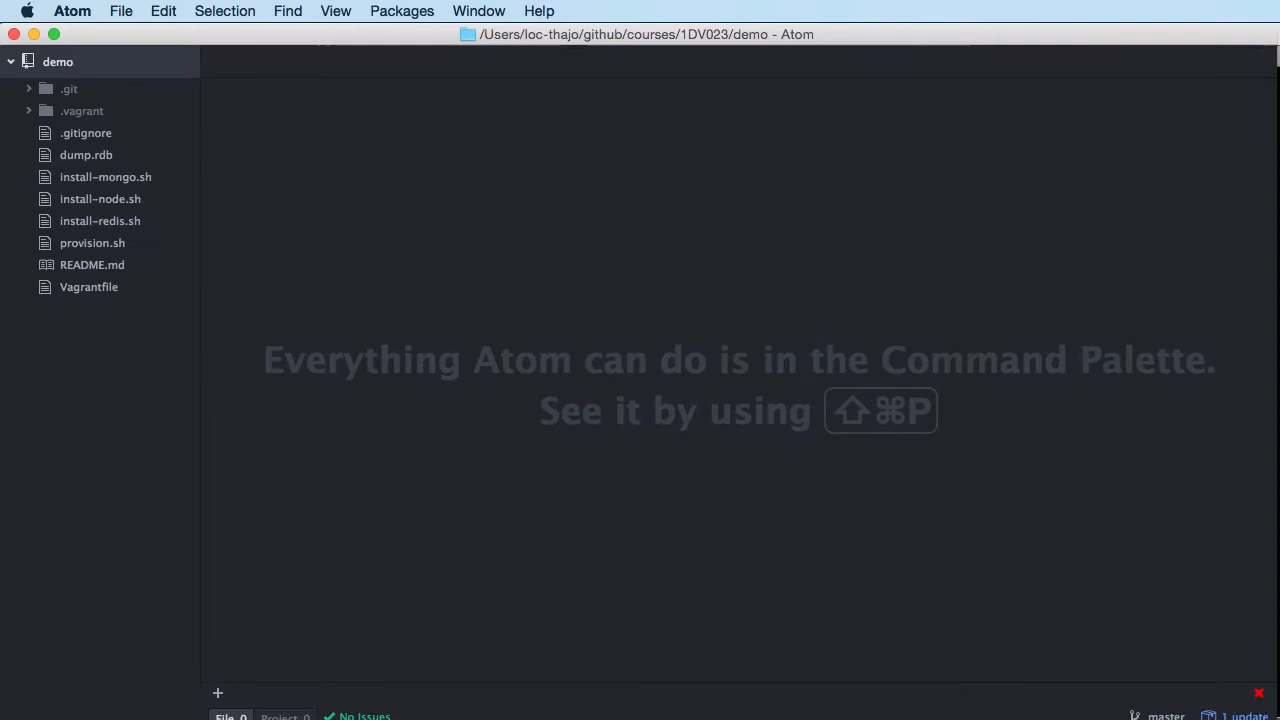 Atom File Edit Selection Find View Packages Window Help
/Users/loc-thajo/github/courses/1DV023/demo - Atom
demo
.git
.vagrant
.gitignore
dump.rdb
install-mongo.sh
install-node.sh
install-redis.sh
provision.sh
README.md
Vagrantfile
Everything Atom can do is in the Command Palette.
See it by using ⇧⌘P
+
File 0 Project 0 No Issues master 1 update